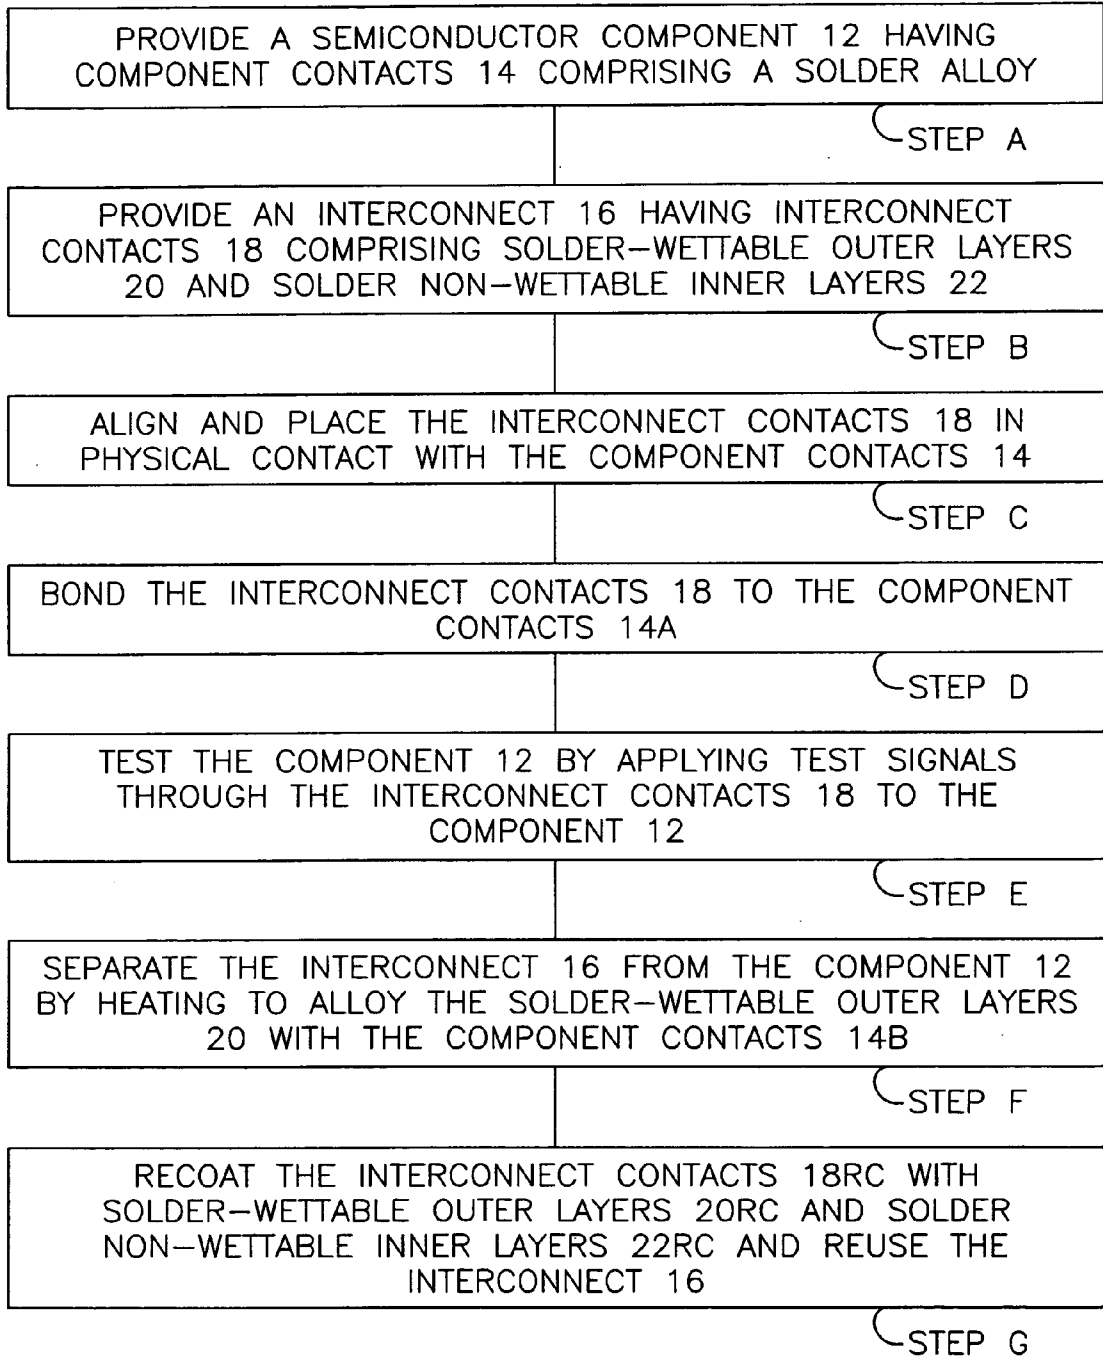 PROVIDE A SEMICONDUCTOR COMPONENT 12 HAVING
COMPONENT CONTACTS 14 COMPRISING A SOLDER ALLOY
STEP A
PROVIDE AN INTERCONNECT 16 HAVING INTERCONNECT
CONTACTS 18 COMPRISING SOLDER-WETTABLE OUTER LAYERS
20 AND SOLDER NON-WETTABLE INNER LAYERS 22
STEP B
ALIGN AND PLACE THE INTERCONNECT CONTACTS 18 IN
PHYSICAL CONTACT WITH THE COMPONENT CONTACTS 14
STEP C
BOND THE INTERCONNECT CONTACTS 18 TO THE COMPONENT
CONTACTS 14A
STEP D
TEST THE COMPONENT 12 BY APPLYING TEST SIGNALS
THROUGH THE INTERCONNECT CONTACTS 18 TO THE
COMPONENT 12
STEP E
SEPARATE THE INTERCONNECT 16 FROM THE COMPONENT 12
BY HEATING TO ALLOY THE SOLDER-WETTABLE OUTER LAYERS
20 WITH THE COMPONENT CONTACTS 14B
STEP F
RECOAT THE INTERCONNECT CONTACTS 18RC WITH
SOLDER-WETTABLE OUTER LAYERS 20RC AND SOLDER
NON-WETTABLE INNER LAYERS 22RC AND REUSE THE
INTERCONNECT 16
STEP G